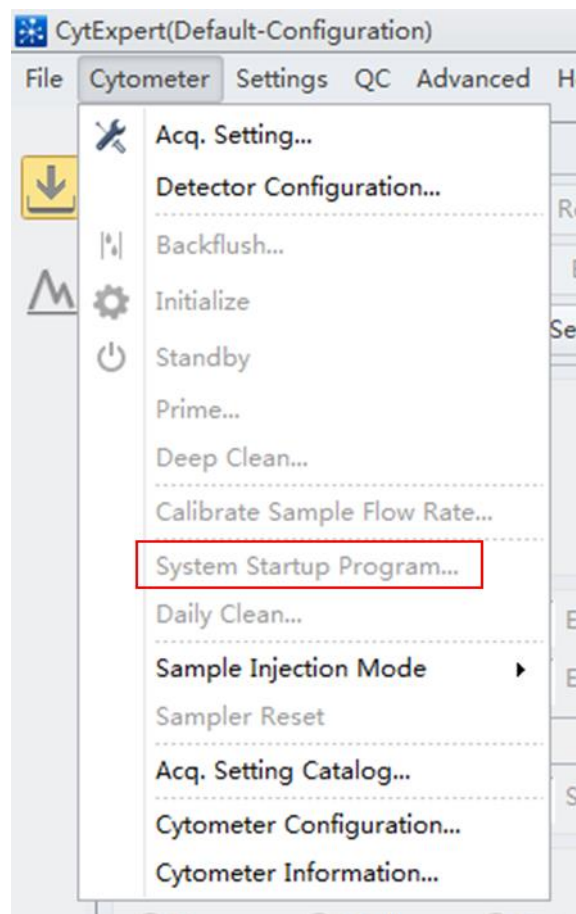 CytExpert(Default-Configuration)
File Cytometer Settings QC Advanced H
Acq. Setting...
Detector Configuration...
Backflush...
Initialize
Standby
Prime...
Deep Clean...
Calibrate Sample Flow Rate...
System Startup Program...
Daily Clean...
Sample Injection Mode
Sampler Reset
Acq. Setting Catalog...
Cytometer Configuration...
Cytometer Information...